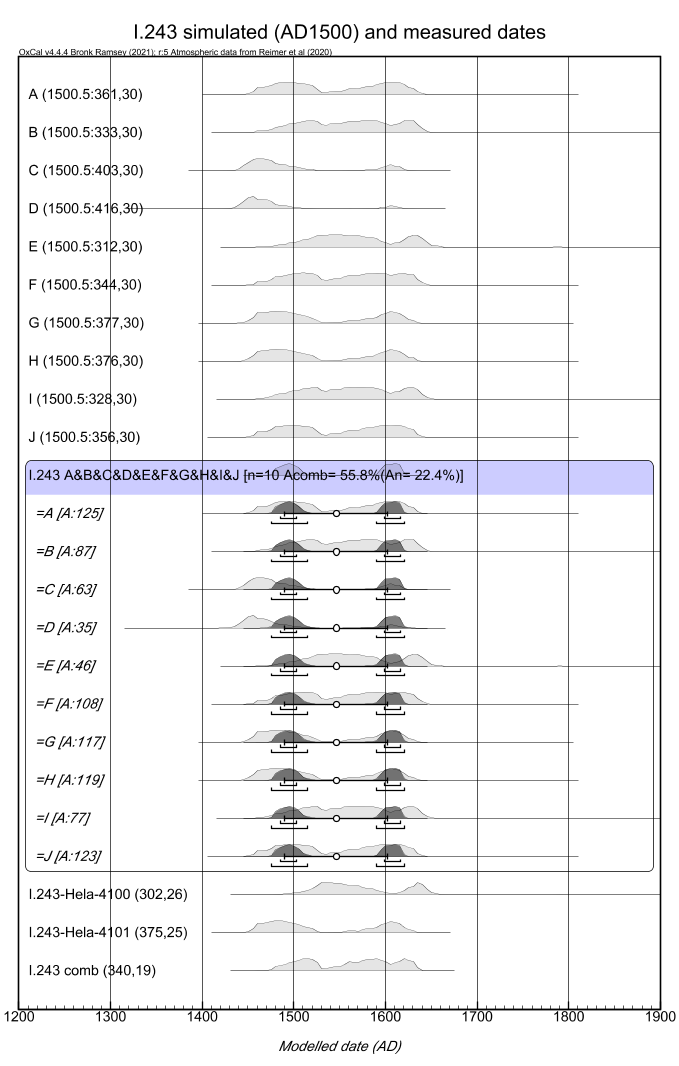 I.243 simulated (AD1500) and measured dates
OxCal v4.4.4 Bronk Ramsey (2021); r:5 Atmospheric data from Reimer et al (2020)
A (1500.5:361,30)
B (1500.5:333,30)
C (1500.5:403,30)
D (1500.5:416,30)
E (1500.5:312,30)
F (1500.5:344,30)
G (1500.5:377,30)
H (1500.5:376,30)
I (1500.5:328,30)
J (1500.5:356,30)
I.243 A&B&C&D&E&F&G&H&I&J [n=10 Acomb= 55.8%(An= 22.4%)]
=A [A:125]
=B [A:87]
=C [A:63]
=D [A:35]
=E [A:46]
=F [A:108]
=G [A:117]
=H [A:119]
=I [A:77]
=J [A:123]
I.243-Hela-4100 (302,26)
I.243-Hela-4101 (375,25)
I.243 comb (340,19)
1200 1300 1400 1500 1600 1700 1800 1900
Modelled date (AD)